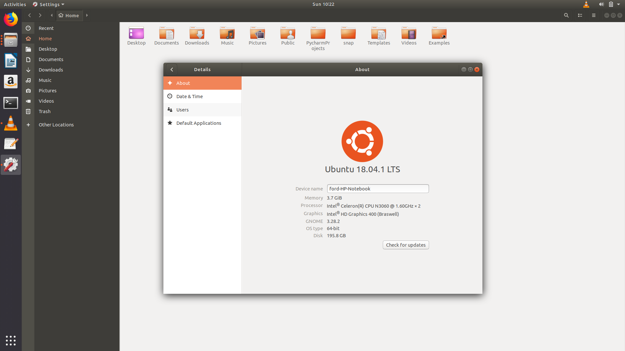 Activities
Settings
Sun 19:22
Home
Recent
Home
Desktop
Documents
Downloads
Music
Pictures
Videos
Trash
Other Locations
Desktop
Documents
Downloads
Music
Pictures
Public
PycharmPr
ojects
snap
Templates
Videos
Examples
Details
About
About
Date & Time
Users
Default Applications
Ubuntu 18.04.1 LTS
Device name ford-HP-Notebook
Memory 3.7 GiB
Processor Intel® Celeron(R) CPU N3060 @ 1.60GHz × 2
Graphics Intel® HD Graphics 400 (Braswell)
GNOME 3.28.2
OS type 64-bit
Disk 195.8 GB
Check for updates